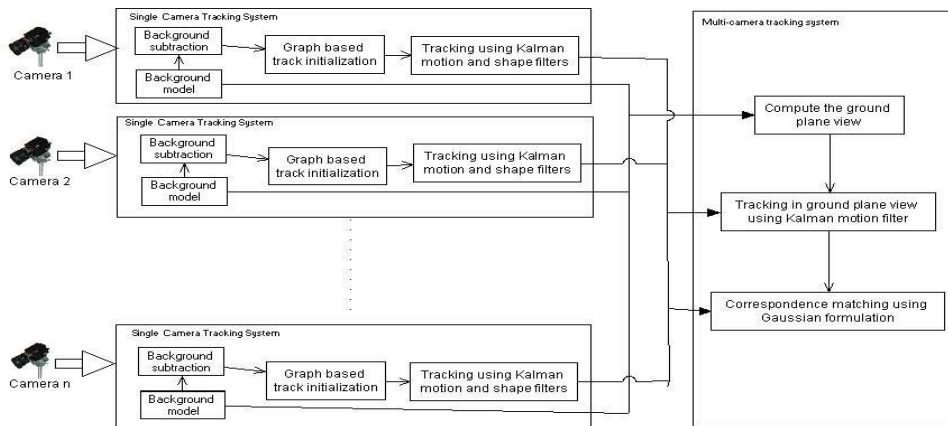 Single Camera Tracking System
Background
subtraction
Graph based
track initialization
Tracking using Kalman
motion and shape filters
Background
model
Camera 1
Single Camera Tracking System
Background
subtraction
Graph based
track initialization
Tracking using Kalman
motion and shape filters
Background
model
Camera 2
Single Camera Tracking System
Background
subtraction
Graph based
track initialization
Tracking using Kalman
motion and shape filters
Background
model
Camera n
Multi-camera tracking system
Compute the ground
plane view
Tracking in ground plane view
using Kalman motion filter
Correspondence matching using
Gaussian formulation